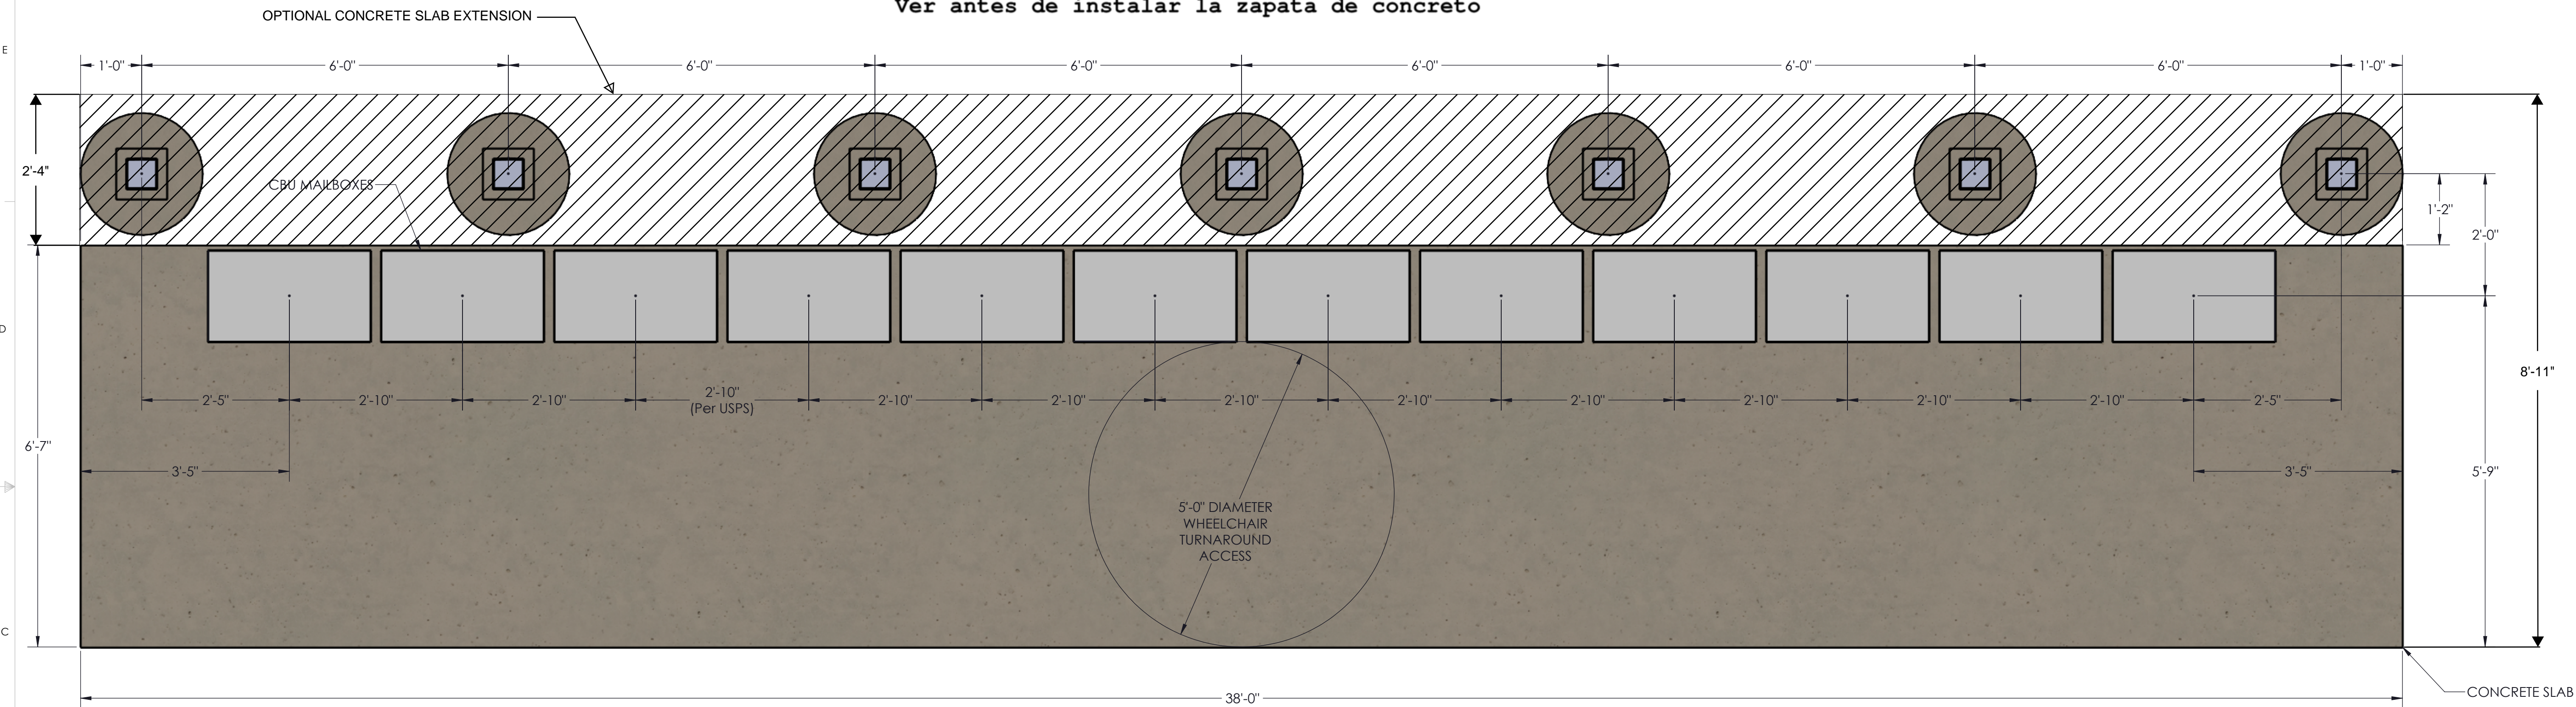 Ver antes de instalar la zapata de concreto
OPTIONAL CONCRETE SLAB EXTENSION
E
1'-0"
6'-0"
6'-0"
6'-0"
6'-0"
6'-0"
6'-0"
1'-0"
2'-4"
CBU MAILBOXES
1'-2"
2'-0"
D
8'-11"
2'-5"
2'-10"
2'-10"
2'-10"
(Per USPS)
2'-10"
2'-10"
2'-10"
2'-10"
2'-10"
2'-10"
2'-10"
2'-10"
2'-5"
6'-7"
3'-5"
3'-5"
5'-9"
5'-0" DIAMETER
WHEELCHAIR
TURNAROUND
ACCESS
C
38'-0"
CONCRETE SLAB